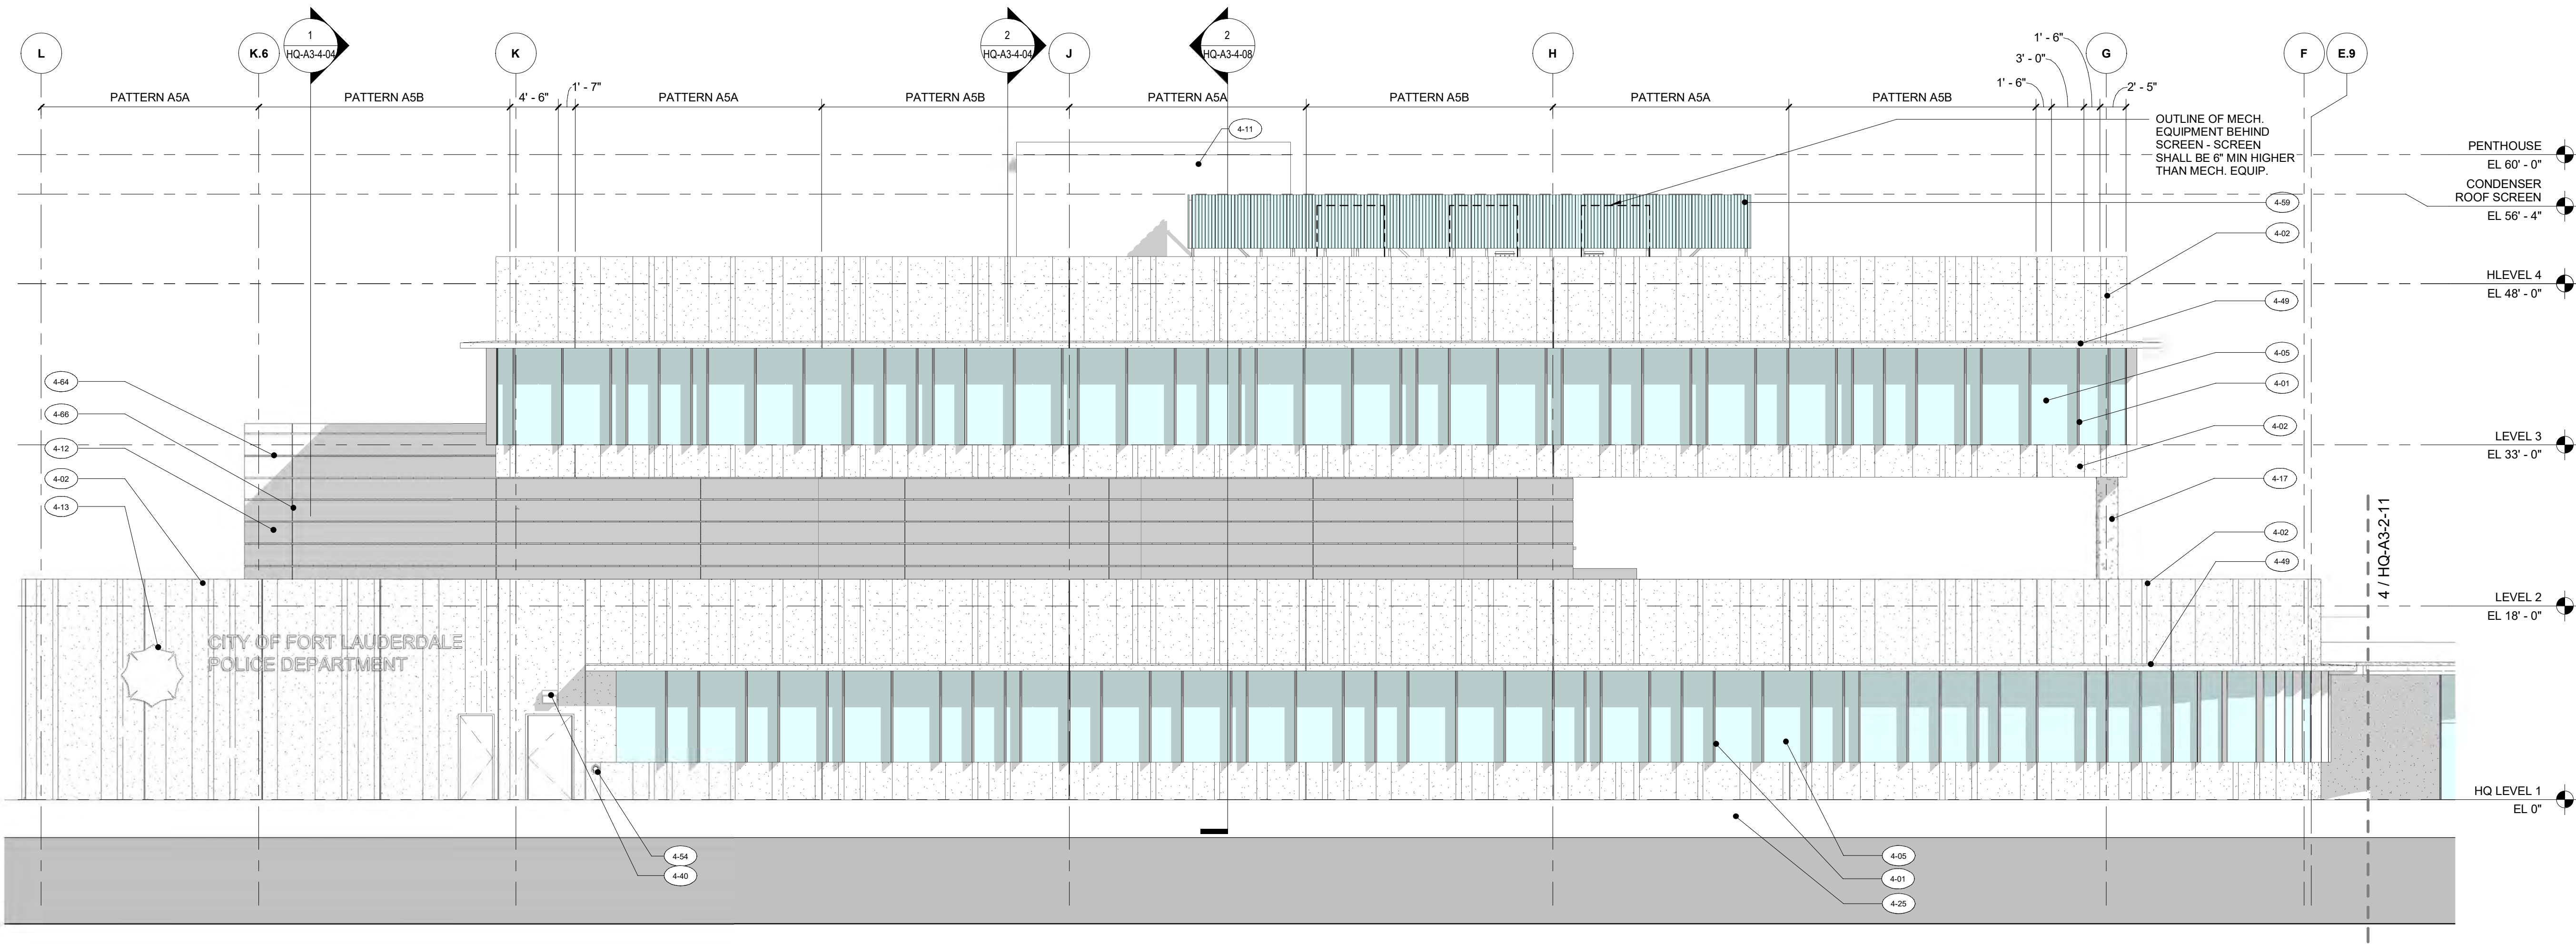 L
K.6
1
HQ-A3-4-04
K
2
HQ-A3-4-04
J
2
HQ-A3-4-08
H
G
F
E.9
PATTERN A5A
PATTERN A5B
4' - 6"
1' - 7"
PATTERN A5A
PATTERN A5B
PATTERN A5A
PATTERN A5B
PATTERN A5A
PATTERN A5B
1' - 6"
3' - 0"
1' - 6"
2' - 5"
4-11
OUTLINE OF MECH.
EQUIPMENT BEHIND
SCREEN - SCREEN
SHALL BE 6" MIN HIGHER
THAN MECH. EQUIP.
PENTHOUSE
EL 60' - 0"
CONDENSER
ROOF SCREEN
EL 56' - 4"
4-59
4-02
HLEVEL 4
EL 48' - 0"
4-49
4-05
4-01
4-02
LEVEL 3
EL 33' - 0"
4-17
4-02
4-49
LEVEL 2
EL 18' - 0"
4 / HQ-A3-2-11
HQ LEVEL 1
EL 0"
4-64
4-66
4-12
4-02
4-13
CITY OF FORT LAUDERDALE
POLICE DEPARTMENT
4-54
4-40
4-05
4-01
4-25